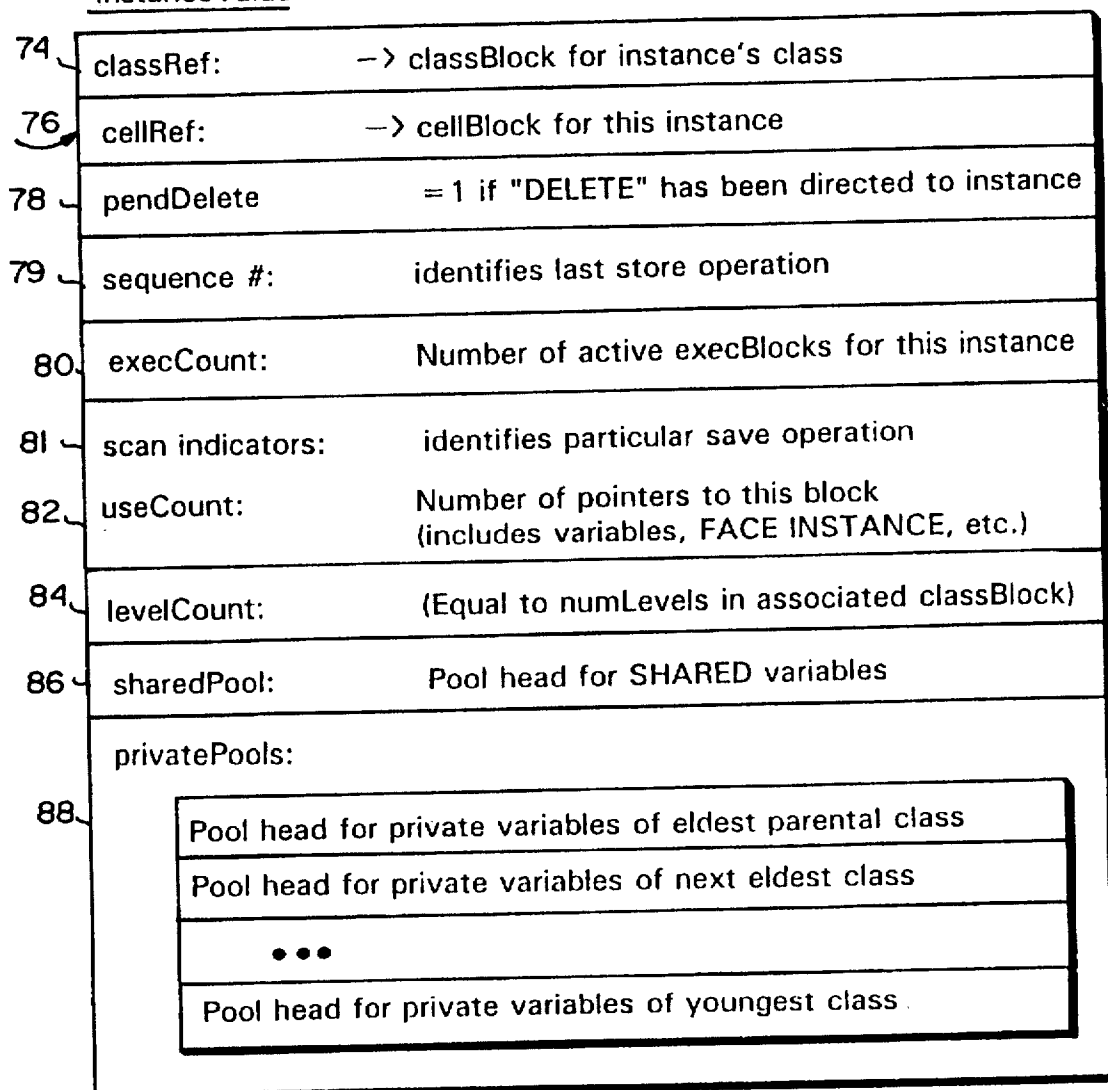 74 classRef: -> classBlock for instance's class
76 cellRef: -> cellBlock for this instance
78 pendDelete = 1 if "DELETE" has been directed to instance
79 sequence #: identifies last store operation
80 execCount: Number of active execBlocks for this instance
81 scan indicators: identifies particular save operation
82 useCount: Number of pointers to this block
(includes variables, FACE INSTANCE, etc.)
84 levelCount: (Equal to numLevels in associated classBlock)
86 sharedPool: Pool head for SHARED variables
privatePools:
88
Pool head for private variables of eldest parental class
Pool head for private variables of next eldest class
•••
Pool head for private variables of youngest class